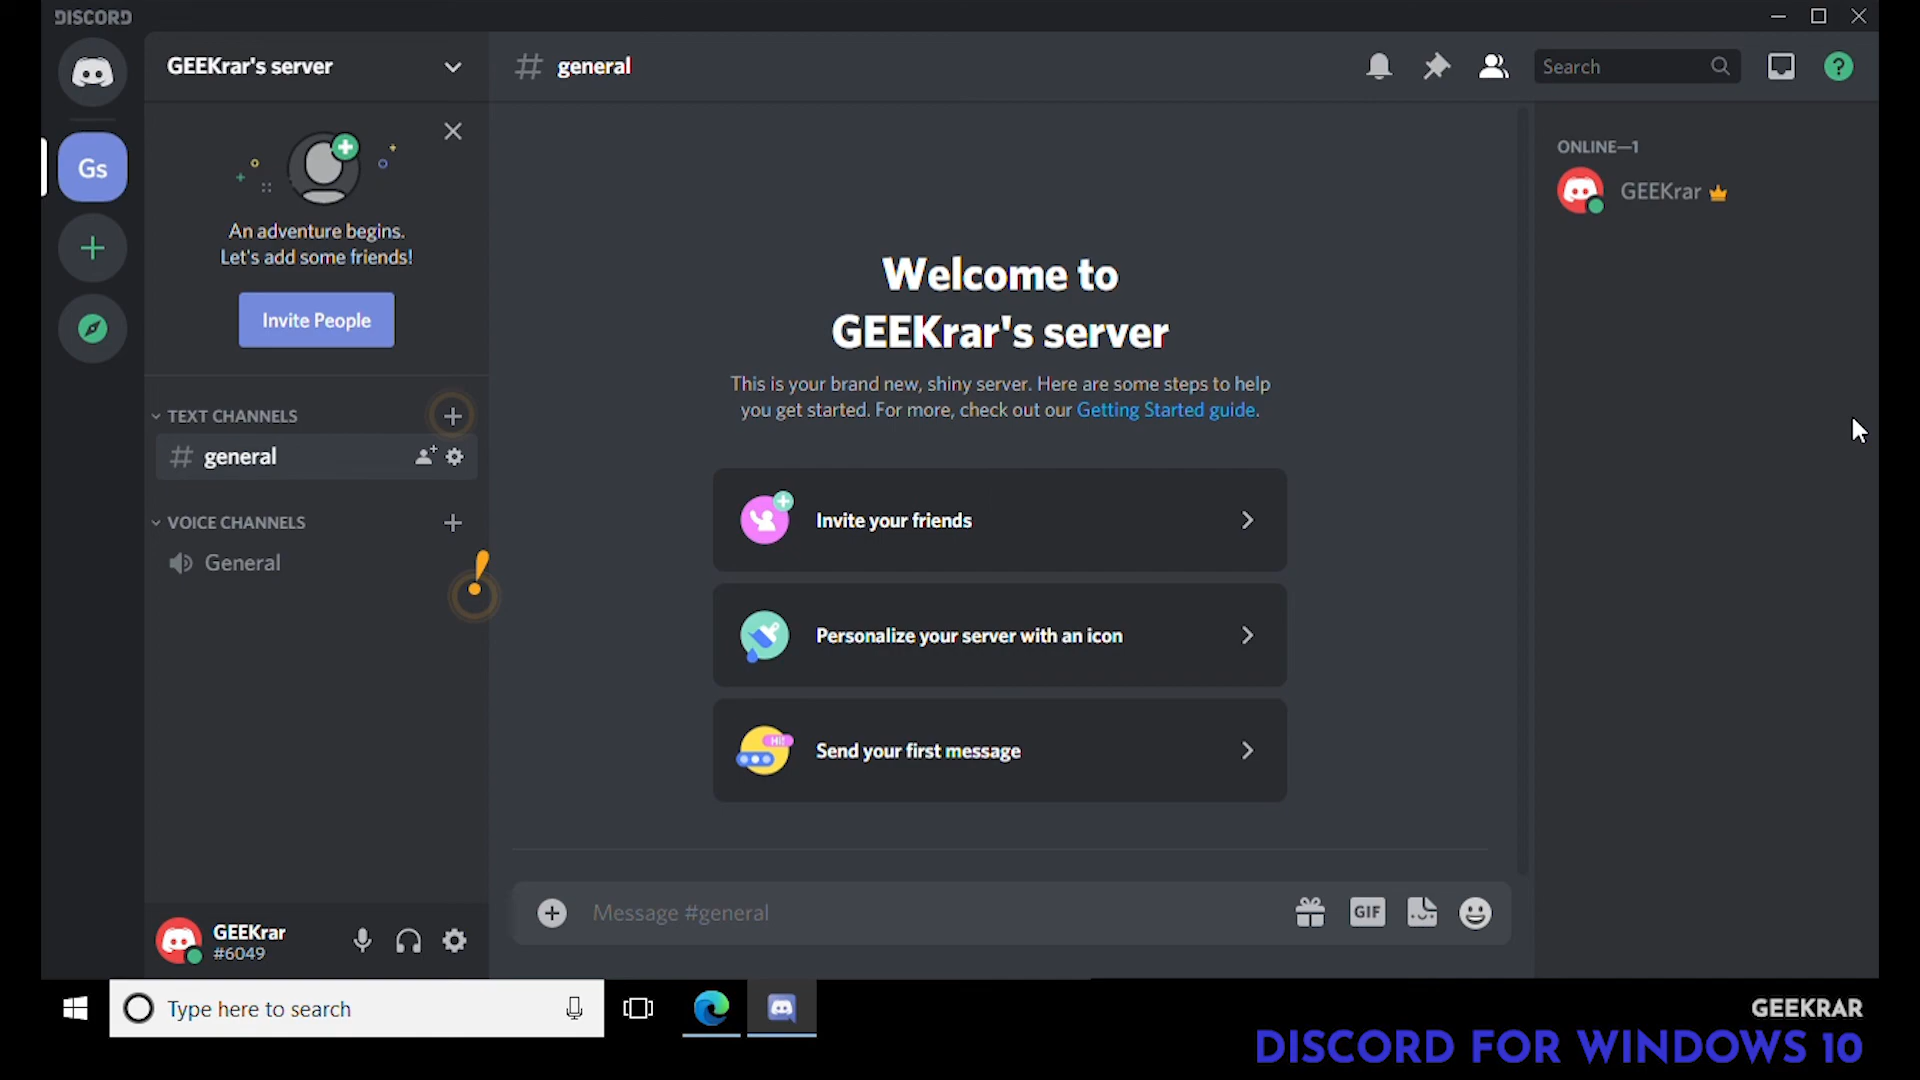 DISCORD
GEEKrar's server
general
Search
Gs
An adventure begins.
Let's add some friends!
Invite People
TEXT CHANNELS
general
VOICE CHANNELS
General
Welcome to
GEEKrar's server
This is your brand new, shiny server. Here are some steps to help
you get started. For more, check out our Getting Started guide.
Invite your friends
Personalize your server with an icon
Hi!
Send your first message
ONLINE—1
GEEKrar
GEEKrar
#6049
Message #general
GIF
Type here to search
GEEKRAR
DISCORD FOR WINDOWS 10